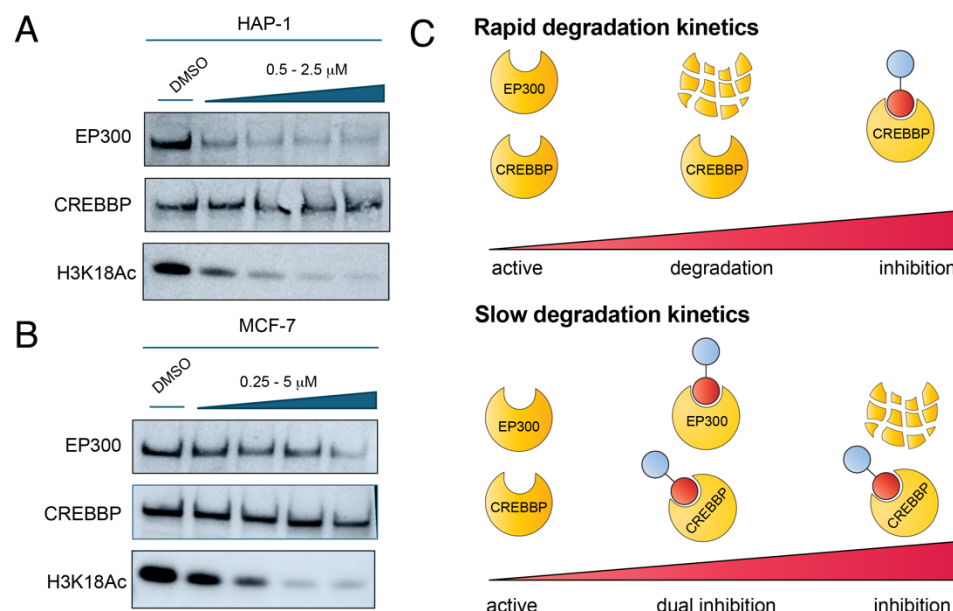 A
HAP-1
DMSO
0.5 - 2.5 μM
EP300
CREBBP
H3K18Ac
B
MCF-7
DMSO
0.25 - 5 μM
EP300
CREBBP
H3K18Ac
C
Rapid degradation kinetics
EP300
CREBBP
CREBBP
CREBBP
active
degradation
inhibition
Slow degradation kinetics
EP300
EP300
CREBBP
CREBBP
CREBBP
active
dual inhibition
inhibition